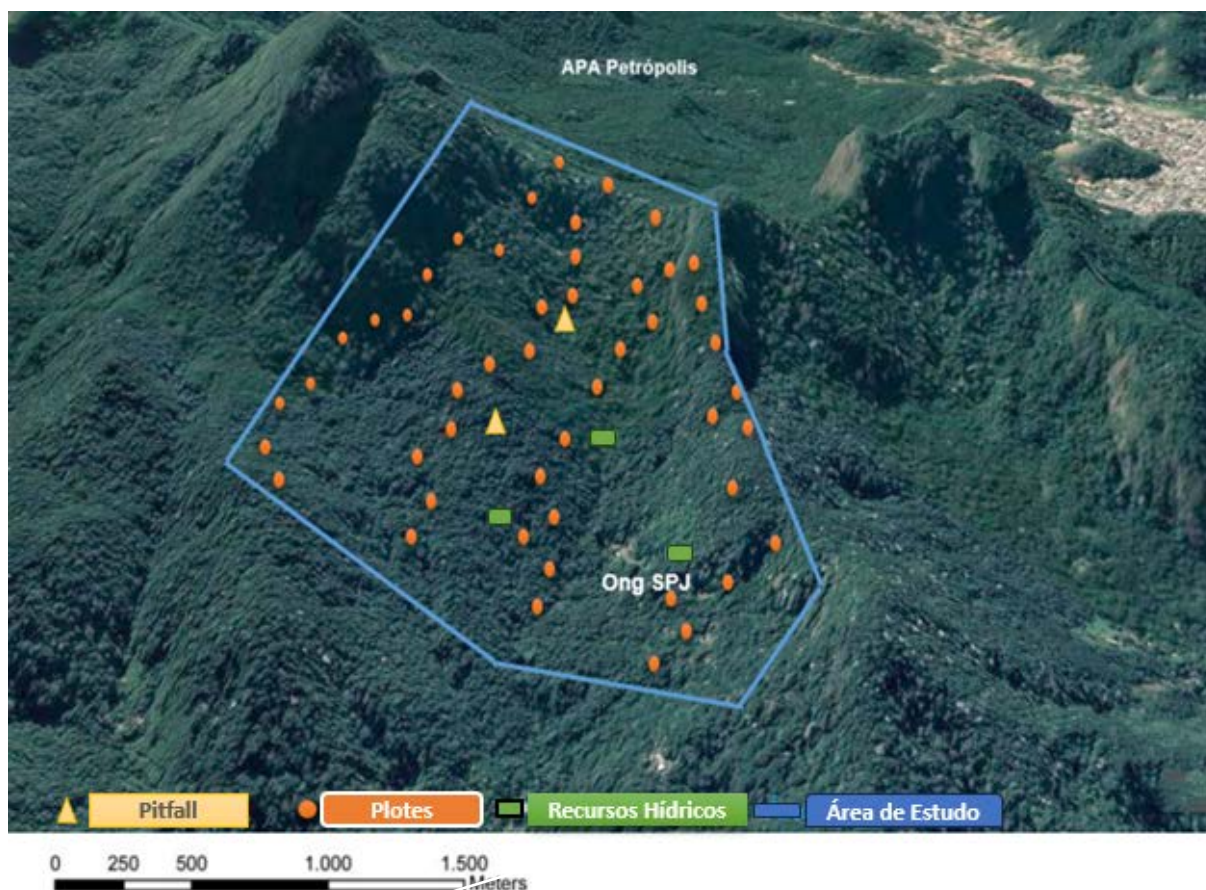 APA Petrópolis
Ong SPJ
Pitfall Plotes Recursos Hídricos Área de Estudo
0 250 500 1.000 1.500
Meters